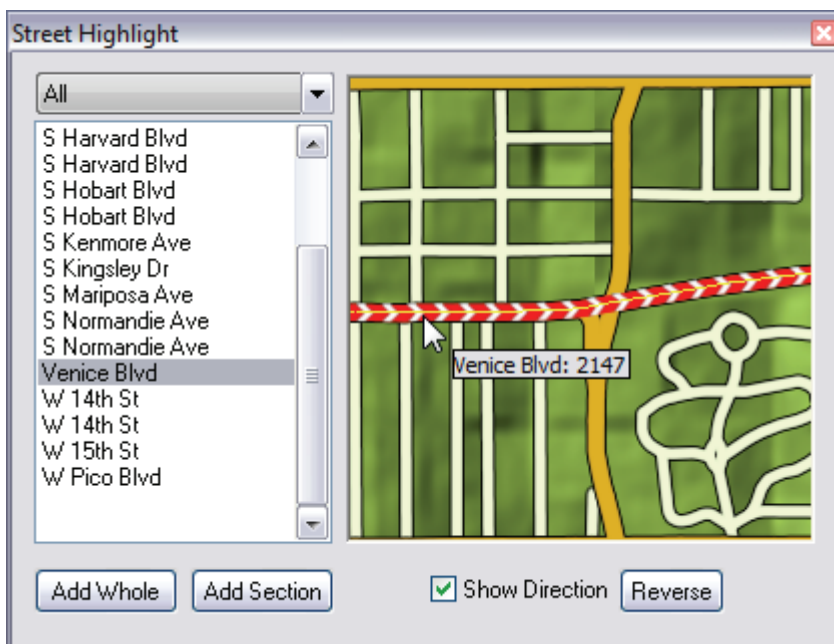 Street Highlight
All
S Harvard Blvd
S Harvard Blvd
S Hobart Blvd
S Hobart Blvd
S Kenmore Ave
S Kingsley Dr
S Mariposa Ave
S Normandie Ave
S Normandie Ave
Venice Blvd
W 14th St
W 14th St
W 15th St
W Pico Blvd
Venice Blvd: 2147
Add Whole
Add Section
Show Direction
Reverse